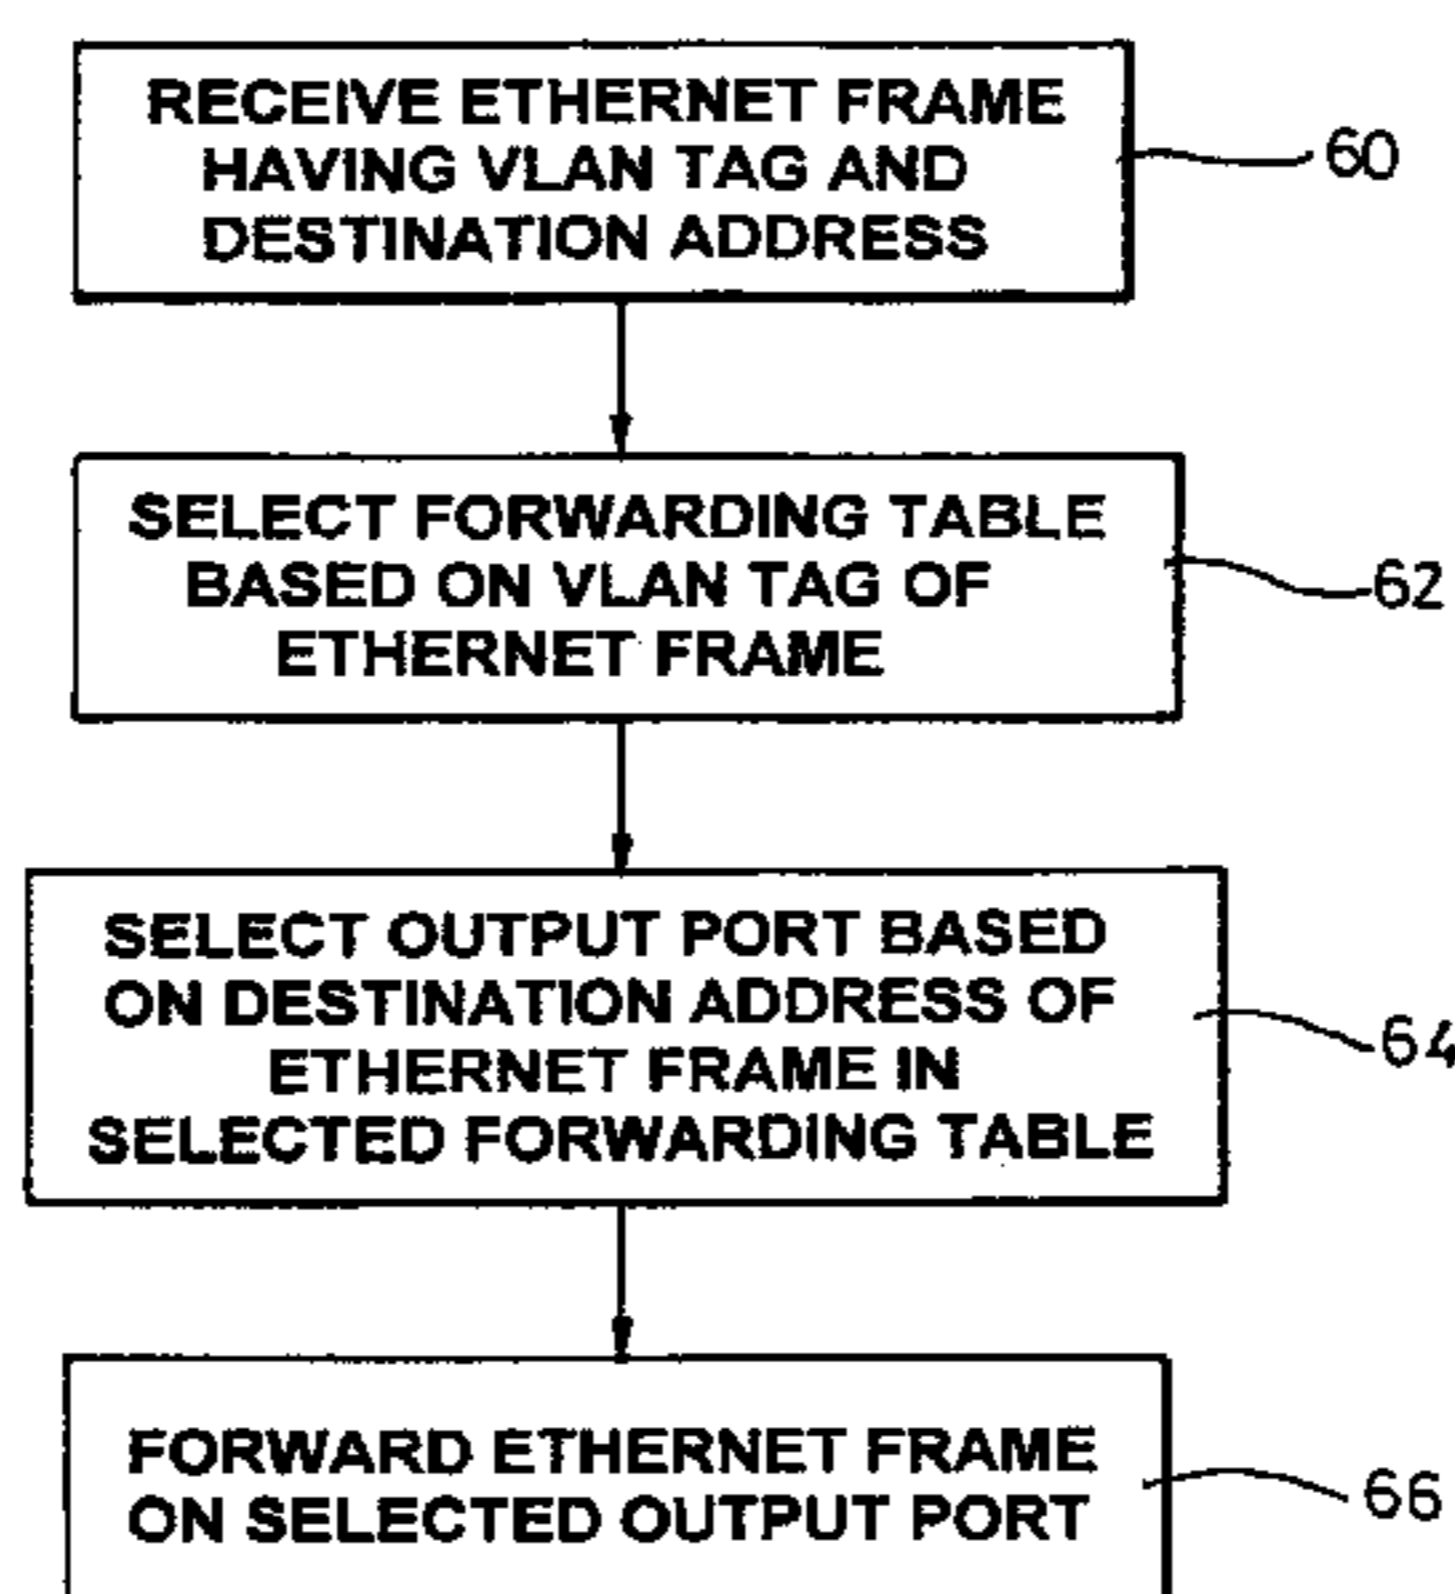 RECEIVE ETHERNET FRAME
HAVING VLAN TAG AND
DESTINATION ADDRESS
60
SELECT FORWARDING TABLE
BASED ON VLAN TAG OF
ETHERNET FRAME
62
SELECT OUTPUT PORT BASED
ON DESTINATION ADDRESS OF
ETHERNET FRAME IN
SELECTED FORWARDING TABLE
64
FORWARD ETHERNET FRAME
ON SELECTED OUTPUT PORT
66